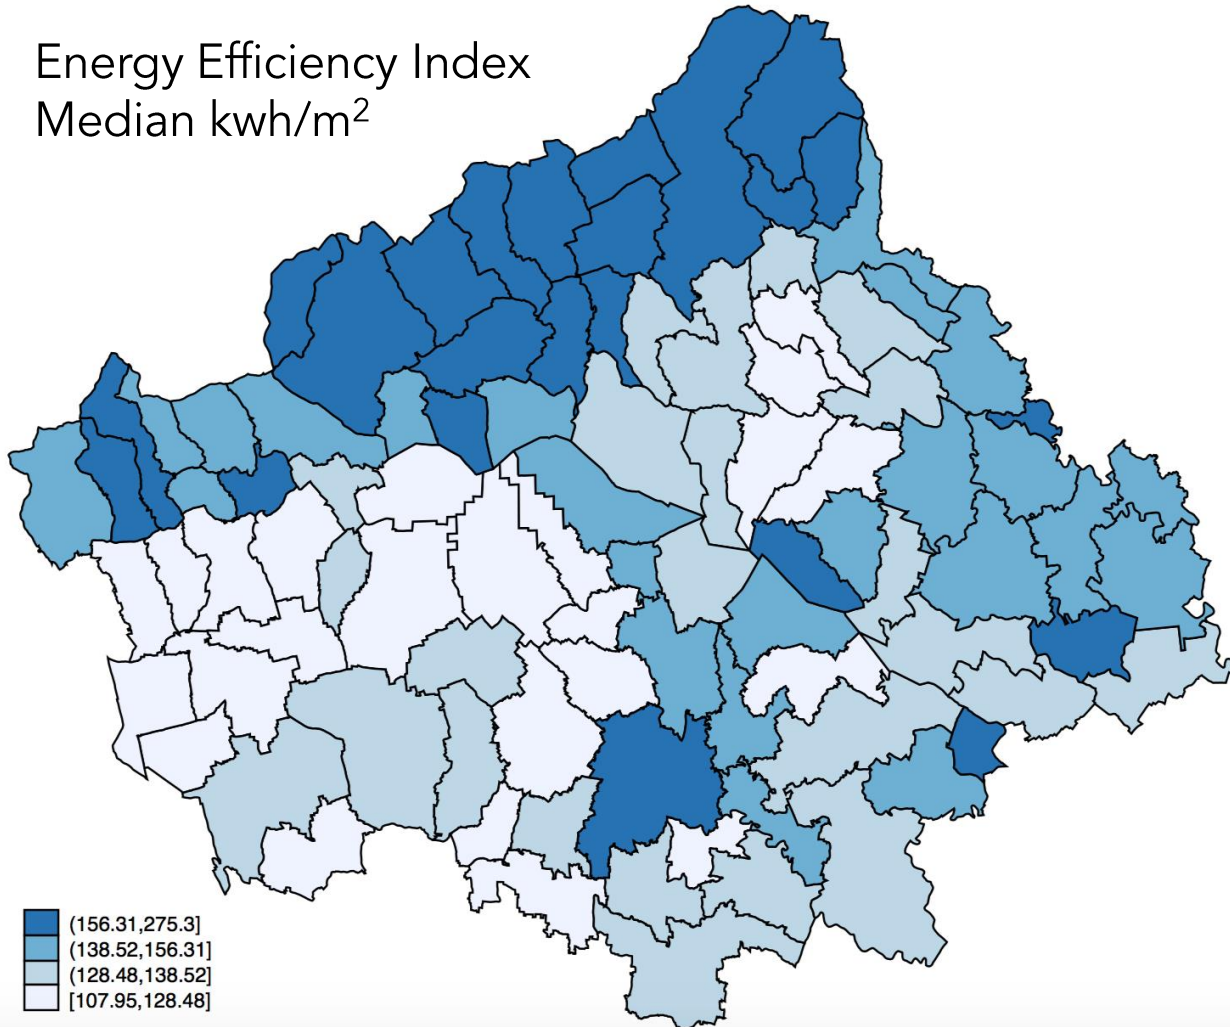 Energy Efficiency Index
Median kwh/m²
(156.31,275.3]
(138.52,156.31]
(128.48,138.52]
[107.95,128.48]